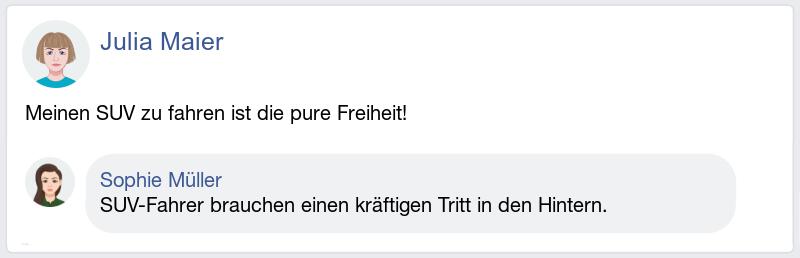 Julia Maier
Meinen SUV zu fahren ist die pure Freiheit!
Sophie Müller
SUV-Fahrer brauchen einen kräftigen Tritt in den Hintern.